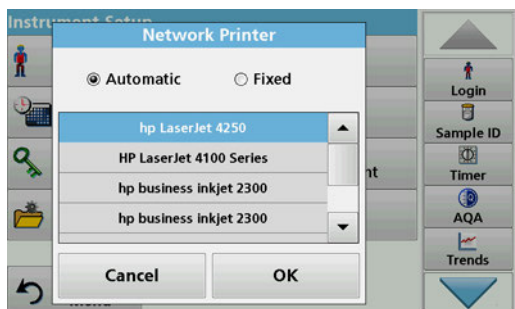 Instrument Setup
Network Printer
Automatic
Fixed
hp LaserJet 4250
HP LaserJet 4100 Series
hp business inkjet 2300
hp business inkjet 2300
Cancel
OK
Menu
Login
Sample ID
Timer
AQA
Trends